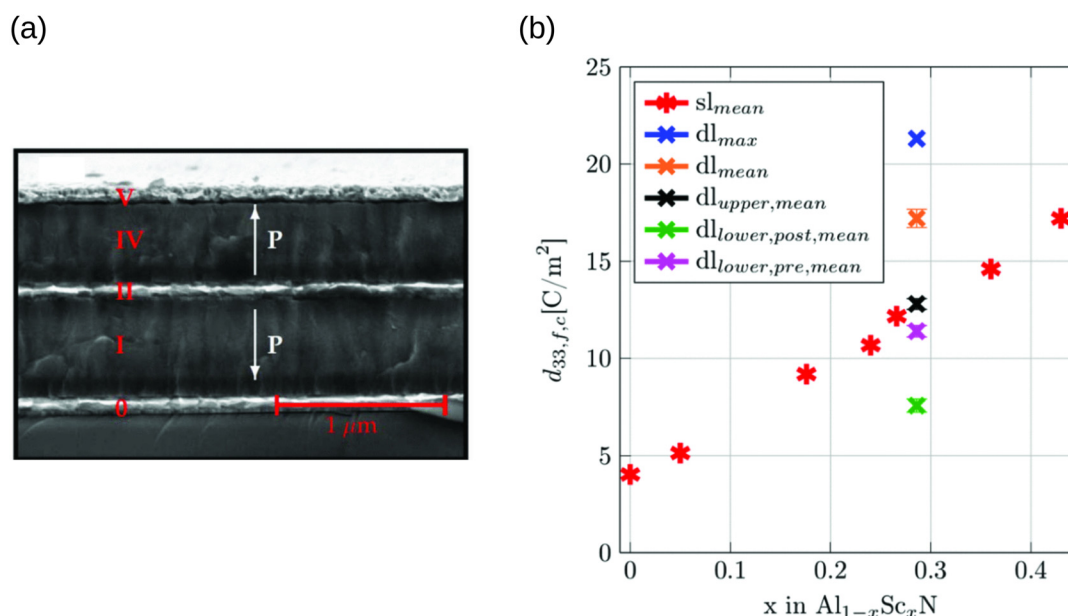 (a)
V
IV
P
II
I
P
0
1 μm
(b)
25
20
15
10
5
0
d33,f,c[C/m²]
slmean
dlmax
dlmean
dlupper,mean
dllower,post,mean
dllower,pre,mean
0 0.1 0.2 0.3 0.4
x in Al1−xScxN